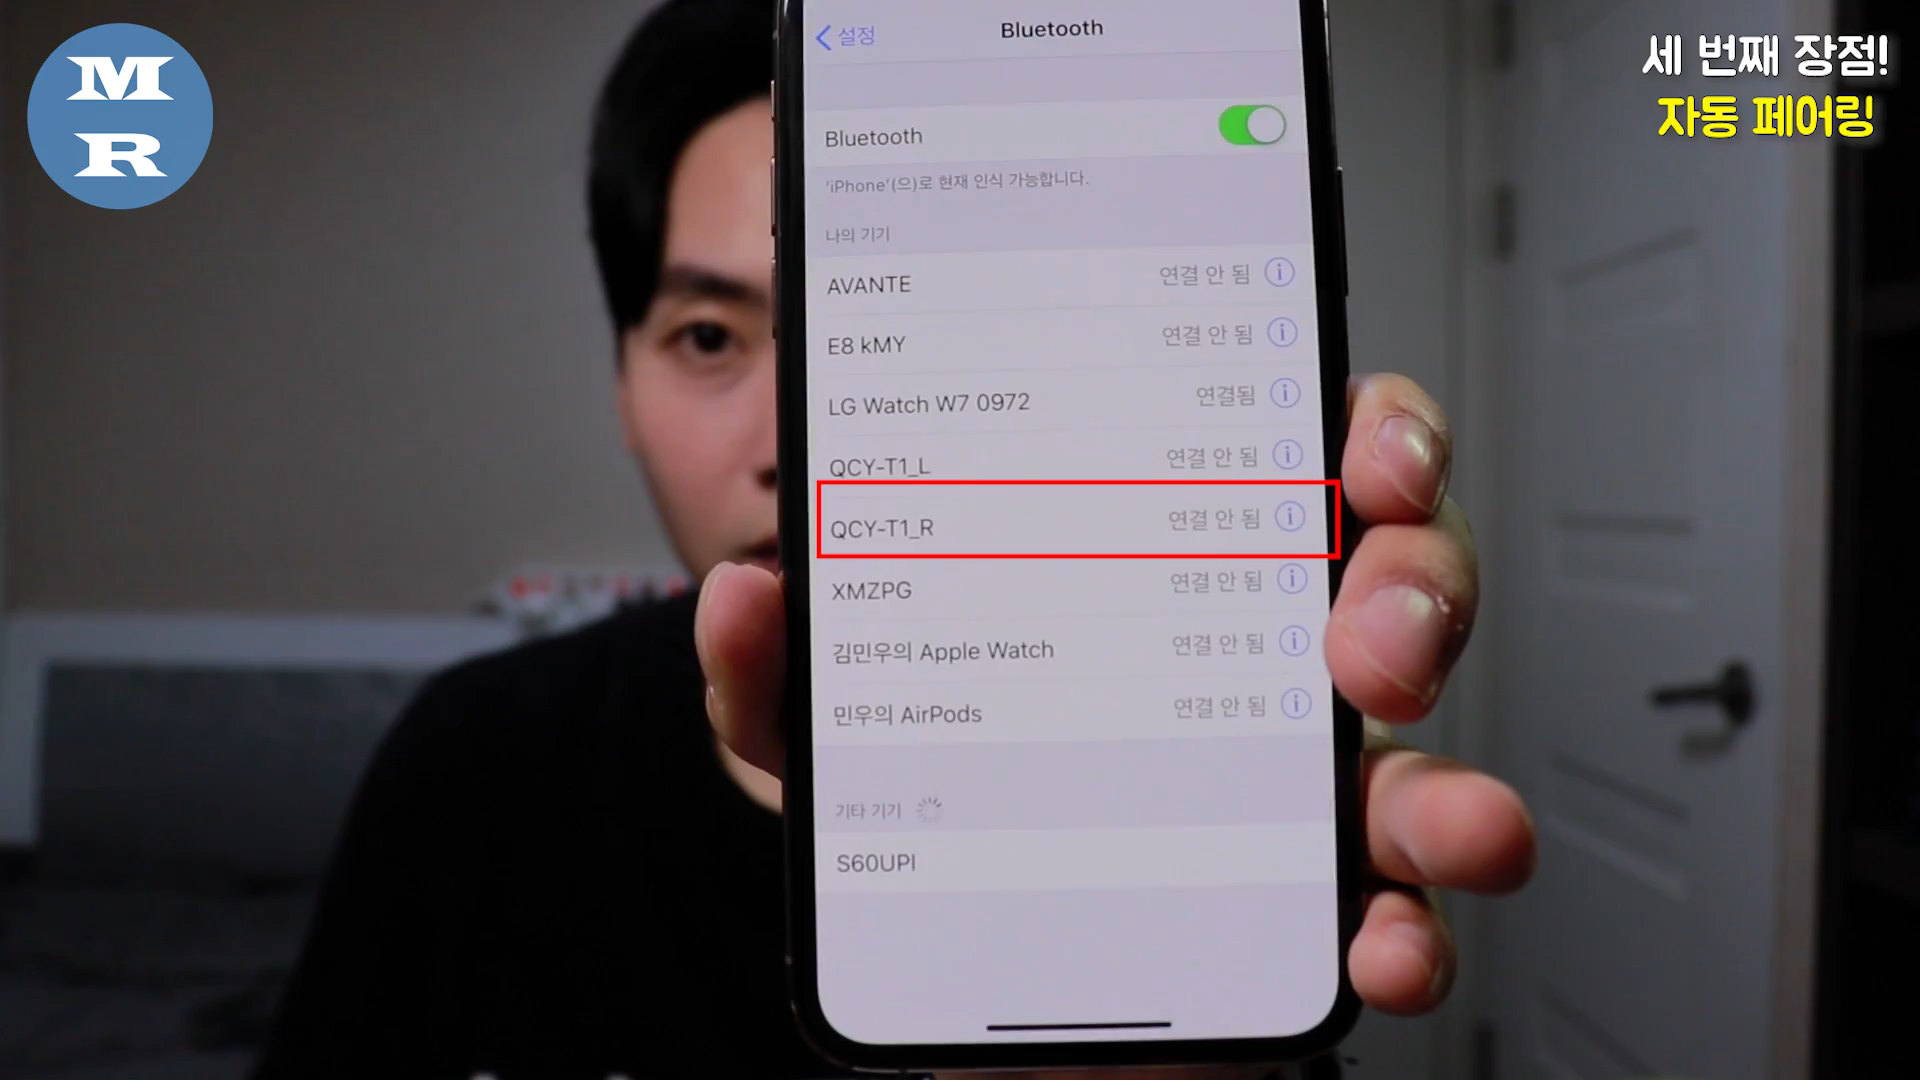 M
R
세 번째 장점!
자동 페어링
설정
Bluetooth
Bluetooth
'iPhone'(으)로 현재 인식 가능합니다.
나의 기기
AVANTE 연결 안 됨
E8 kMY 연결 안 됨
LG Watch W7 0972 연결됨
QCY-T1_L 연결 안 됨
QCY-T1_R 연결 안 됨
XMZPG 연결 안 됨
김민우의 Apple Watch 연결 안 됨
민우의 AirPods 연결 안 됨
기타 기기
S60UPI